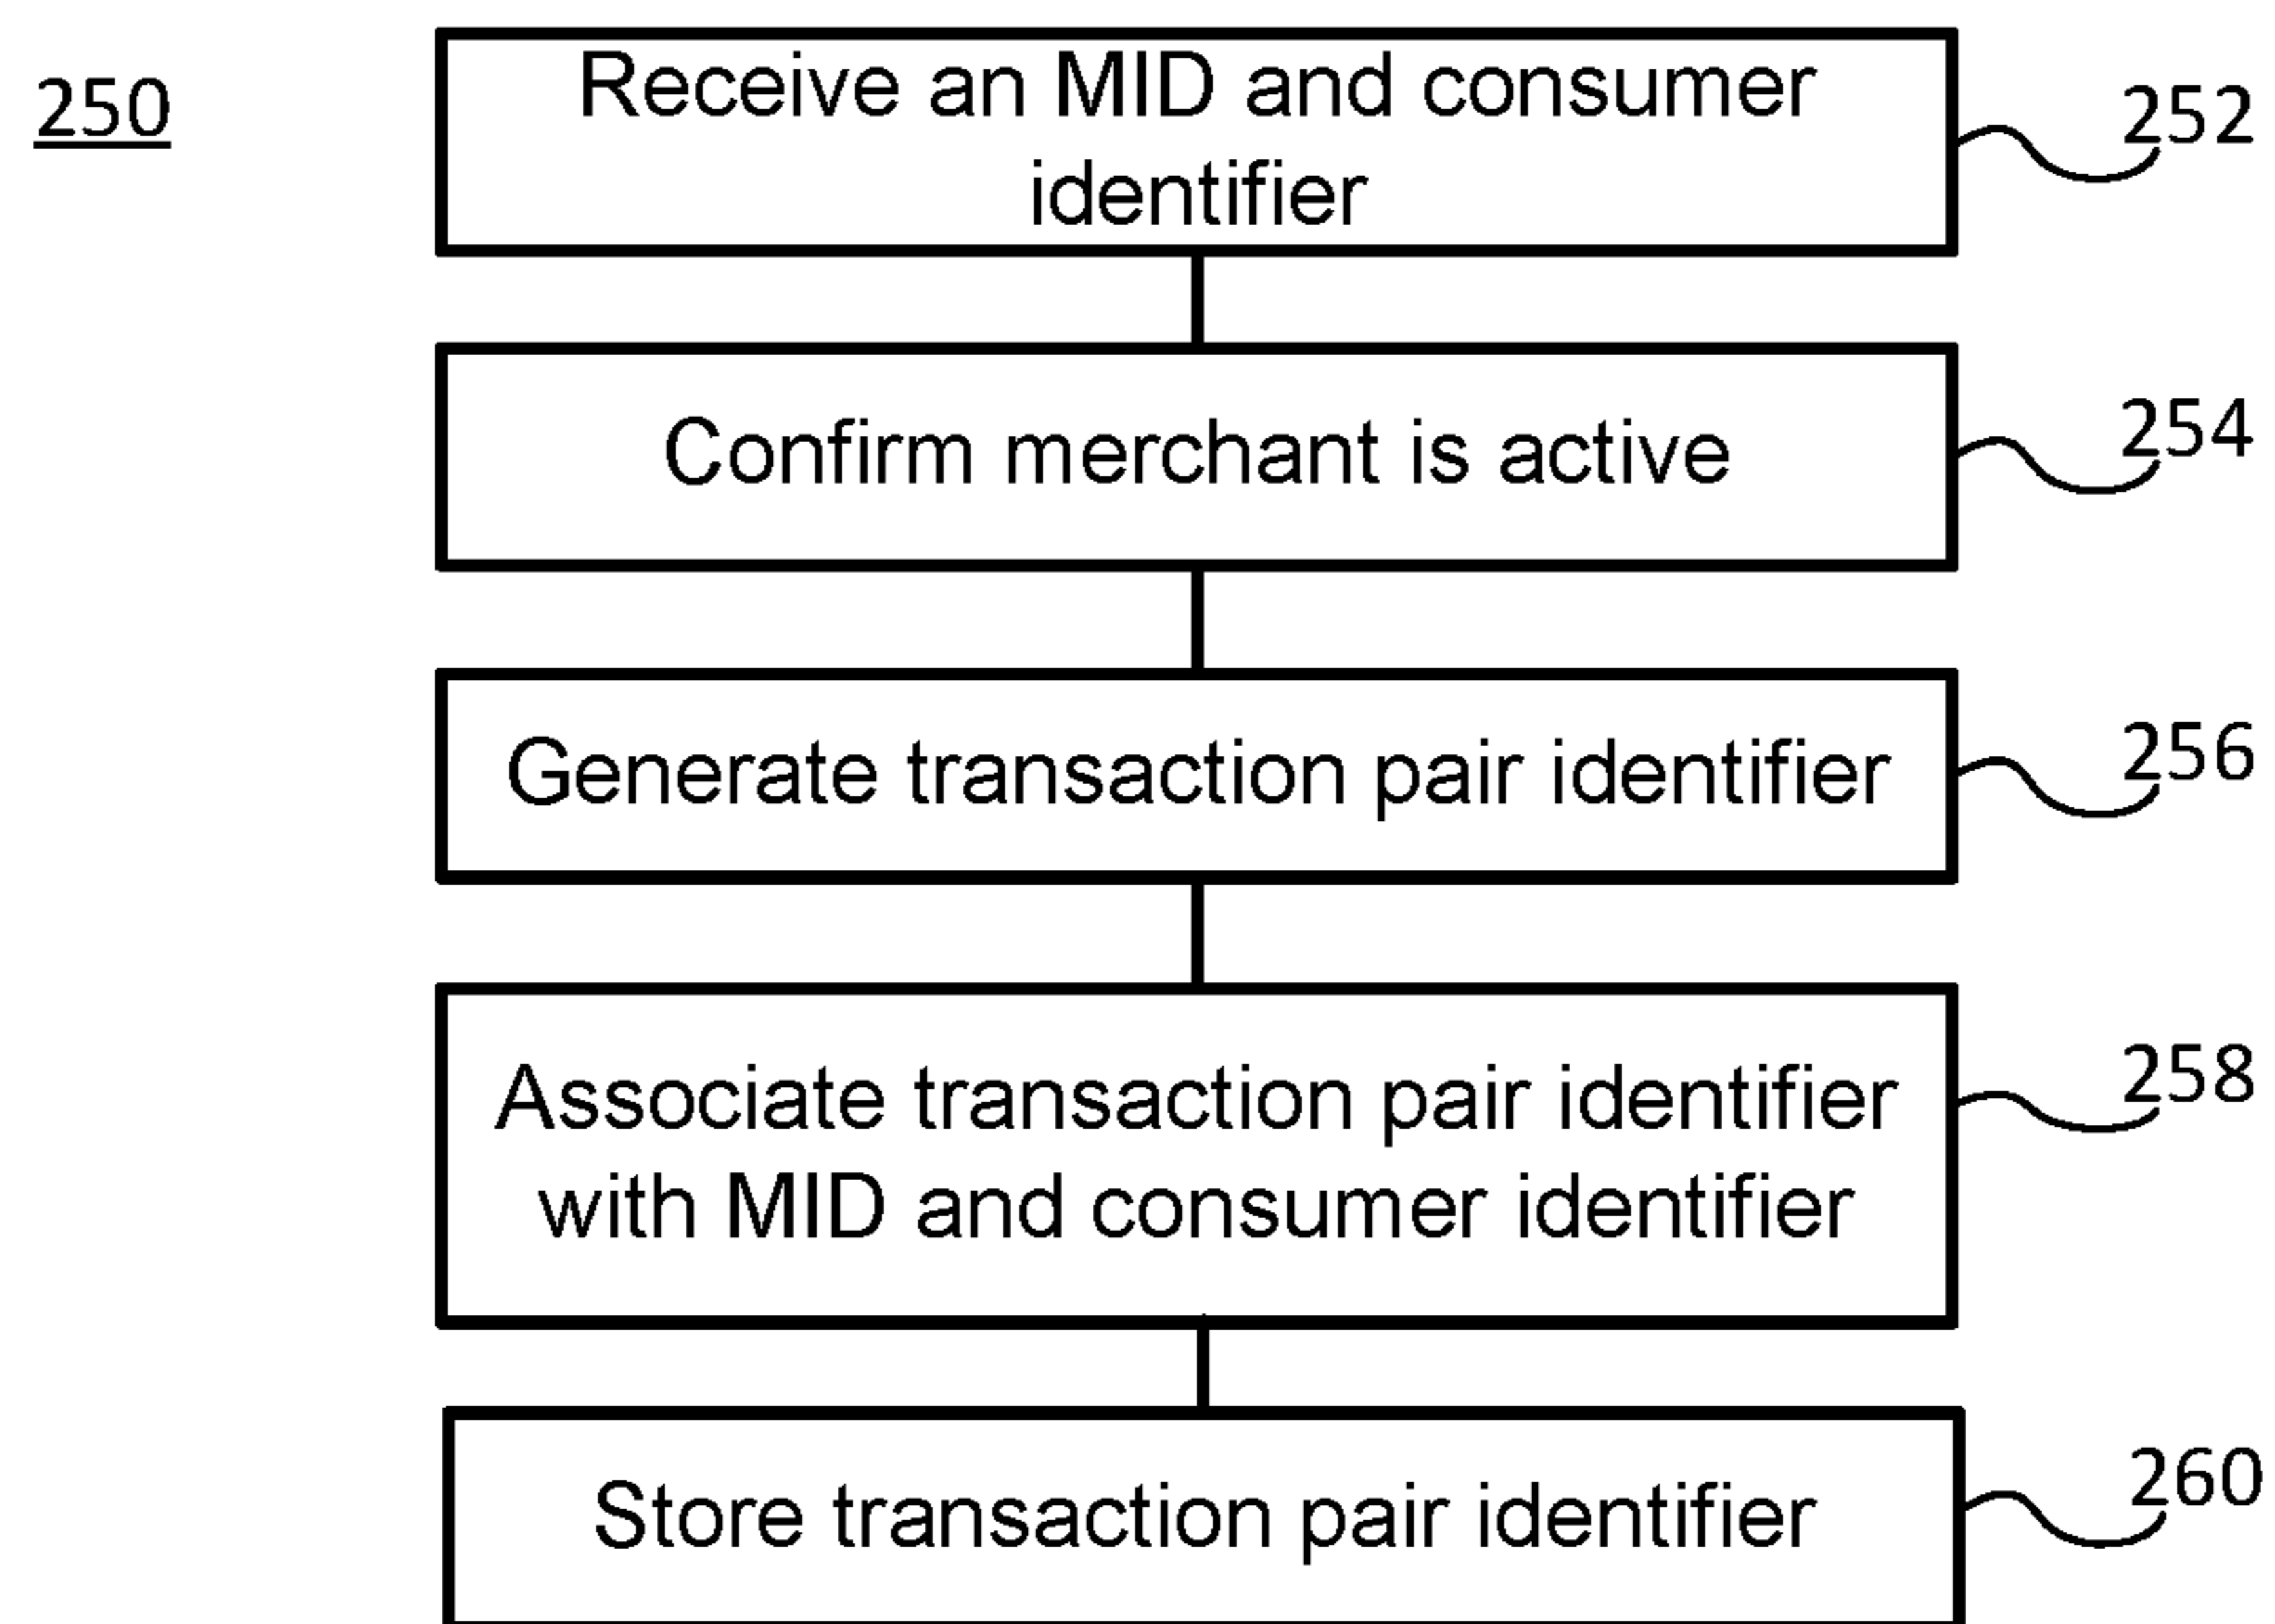 250
Receive an MID and consumer
identifier
252
Confirm merchant is active
254
Generate transaction pair identifier
256
Associate transaction pair identifier
with MID and consumer identifier
258
Store transaction pair identifier
260